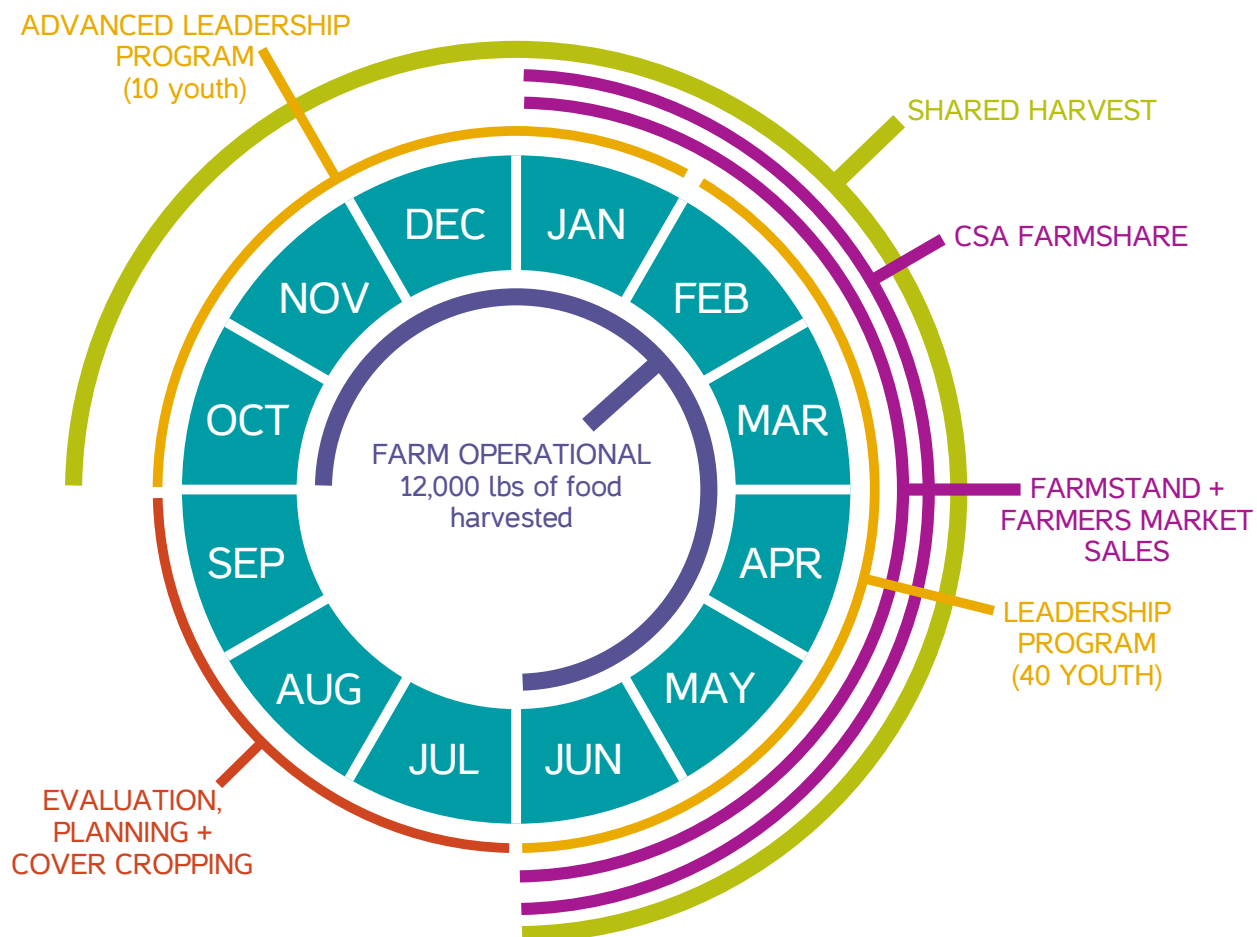 ADVANCED LEADERSHIP
PROGRAM
(10 youth)
SHARED HARVEST
CSA FARMSHARE
FARMSTAND +
FARMERS MARKET
SALES
LEADERSHIP
PROGRAM
(40 YOUTH)
EVALUATION,
PLANNING +
COVER CROPPING
JAN
FEB
MAR
APR
MAY
JUN
JUL
AUG
SEP
OCT
NOV
DEC
FARM OPERATIONAL
12,000 lbs of food
harvested